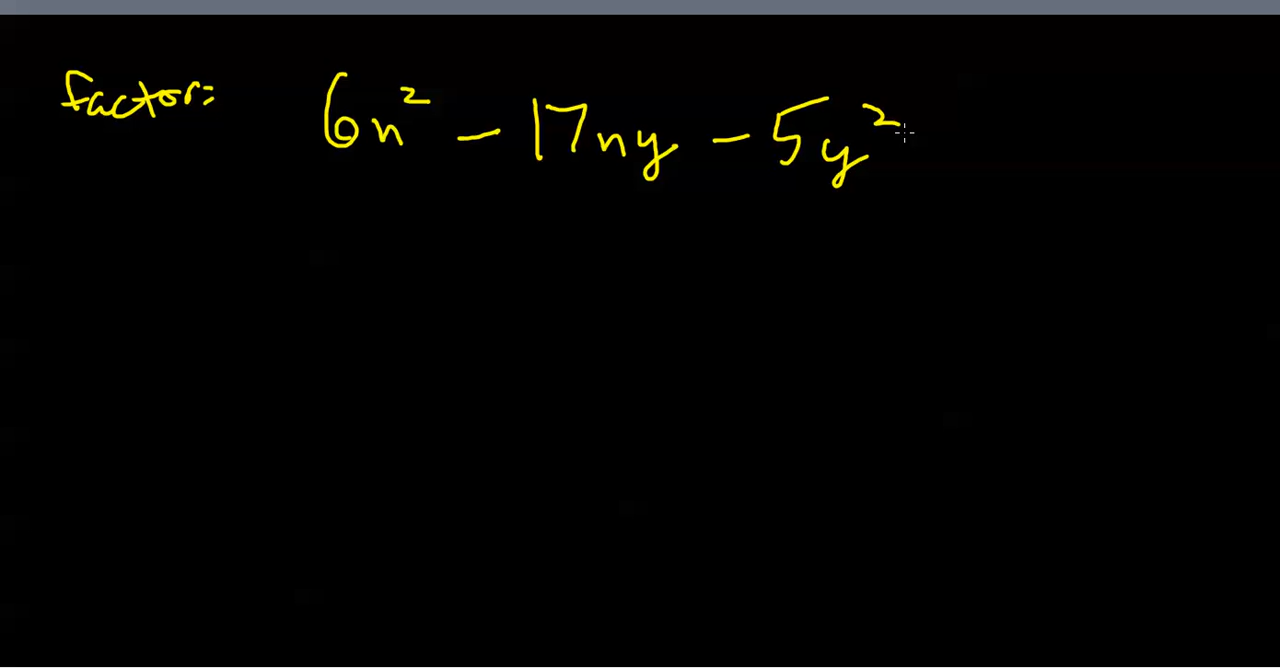 factor: 6n² - 17ny - 5y²